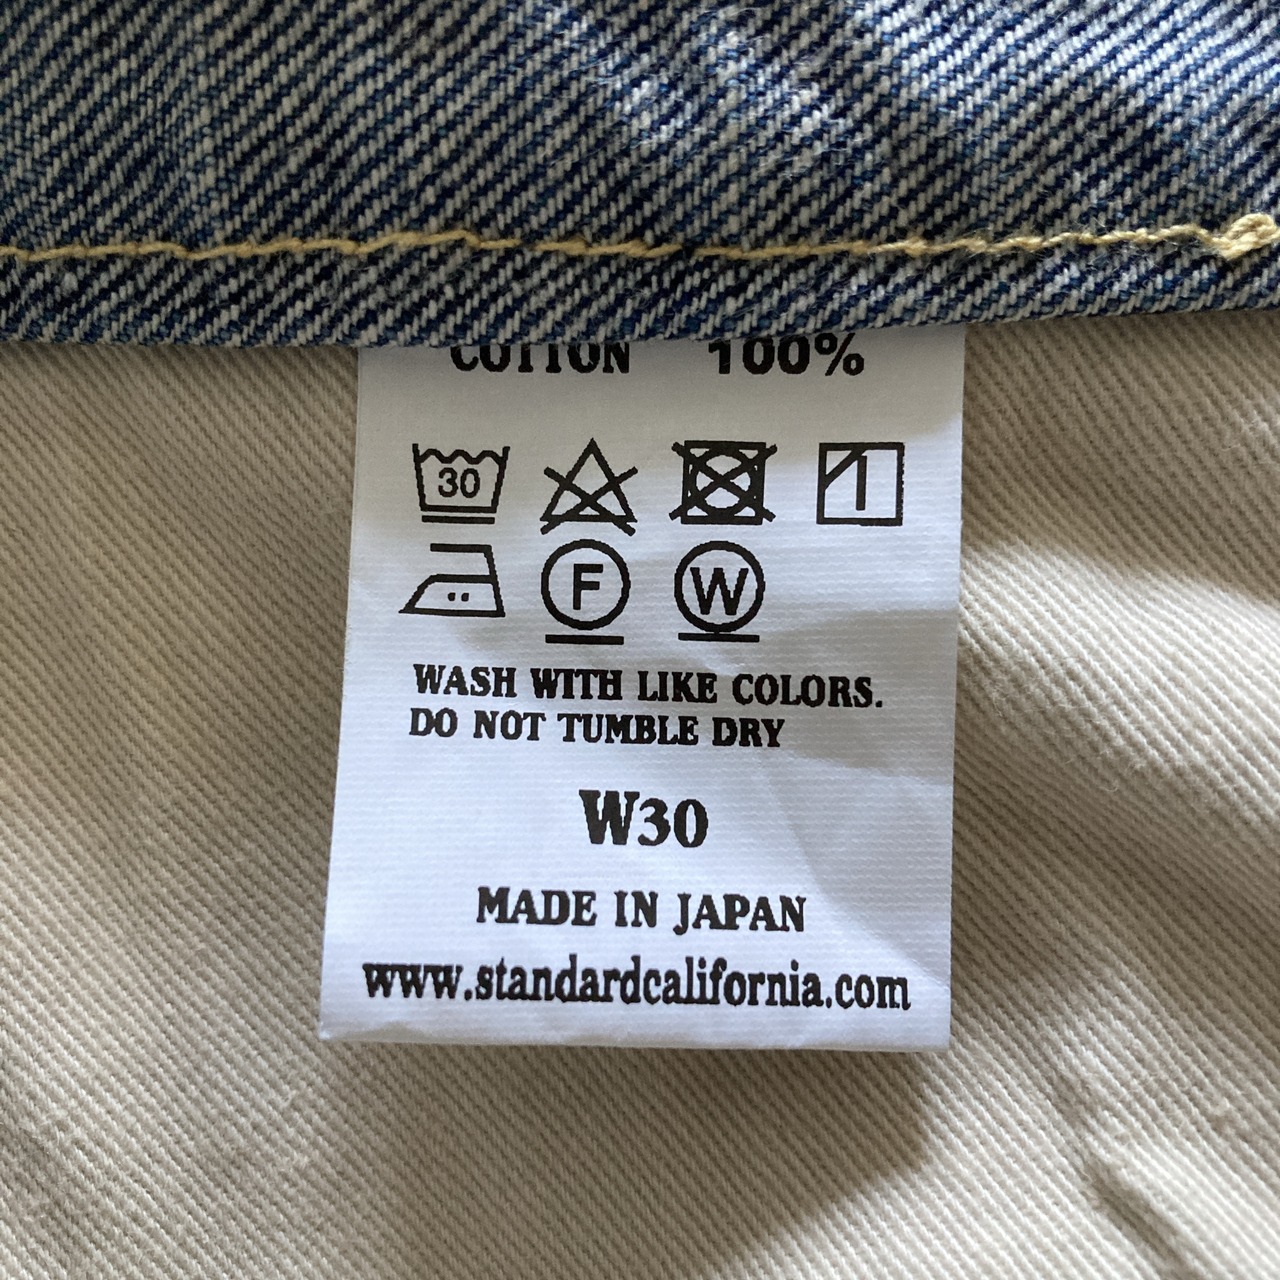 COTTON 100%
30
F W
WASH WITH LIKE COLORS.
DO NOT TUMBLE DRY
W30
MADE IN JAPAN
www.standardcalifornia.com